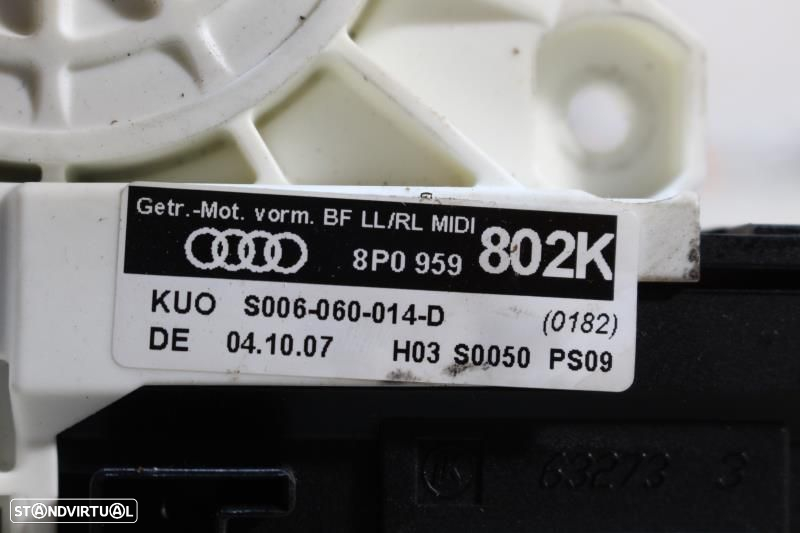 Getr.-Mot. vorm. BF LL/RL MIDI
8P0 959 802K
KUO S006-060-014-D (0182)
DE 04.10.07 H03 S0050 PS09
K 63273 3
STANDVIRTUAL